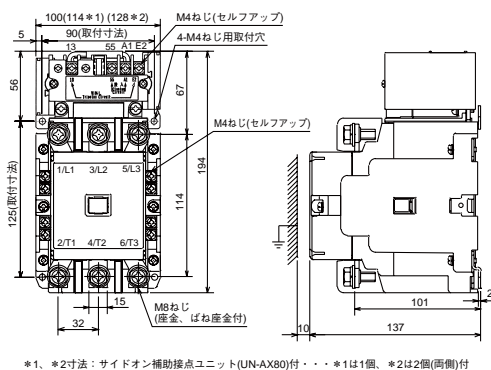 100(114＊1) (128＊2)
M4ねじ(セルフアップ)
5
90(取付寸法)
4-M4ねじ用取付穴
13
55 A1 E2
56
67
M4ねじ(セルフアップ)
1/L1 3/L2 5/L3
125(取付寸法)
114
194
2/T1 4/T2 6/T3
15
M8ねじ
(座金、ばね座金付)
32
101
2
10
137
＊1、＊2寸法：サイドオン補助接点ユニット(UN-AX80)付・・・＊1は1個、＊2は2個(両側)付